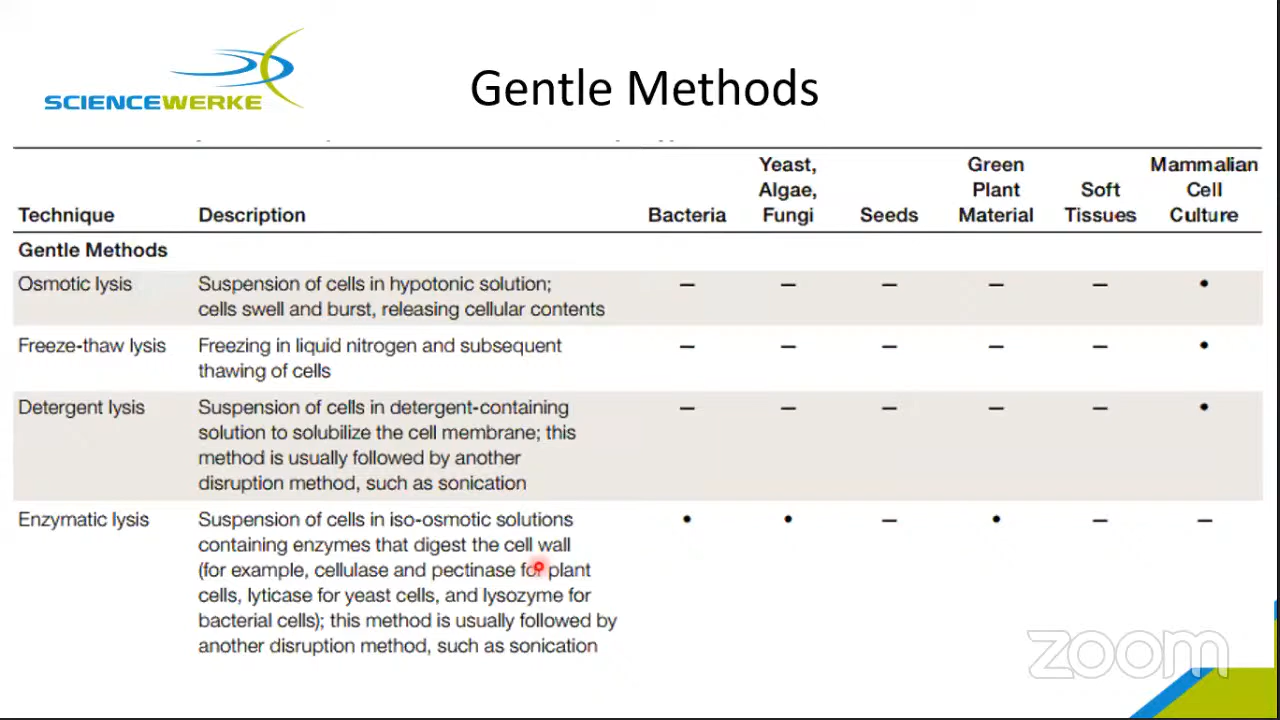 SCIENCEWERKE
Gentle Methods
Technique Description Bacteria Yeast, Algae, Fungi Seeds Green Plant Material Soft Tissues Mammalian Cell Culture
Gentle Methods
Osmotic lysis Suspension of cells in hypotonic solution; – – – – – •
cells swell and burst, releasing cellular contents
Freeze-thaw lysis Freezing in liquid nitrogen and subsequent – – – – – •
thawing of cells
Detergent lysis Suspension of cells in detergent-containing – – – – – •
solution to solubilize the cell membrane; this
method is usually followed by another
disruption method, such as sonication
Enzymatic lysis Suspension of cells in iso-osmotic solutions • • – • – –
containing enzymes that digest the cell wall
(for example, cellulase and pectinase for plant
cells, lyticase for yeast cells, and lysozyme for
bacterial cells); this method is usually followed by
another disruption method, such as sonication
zoom